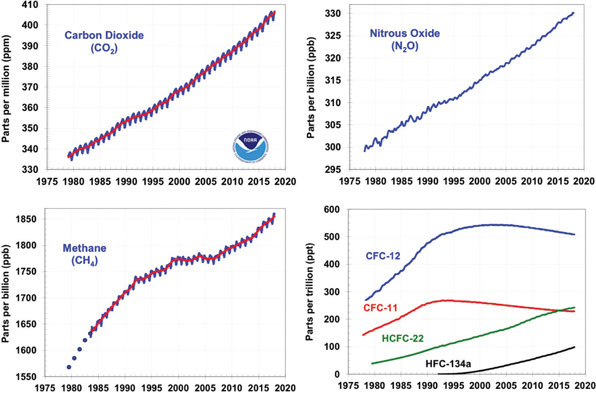 Parts per million (ppm)
410
400
390
380
370
360
350
340
330
Carbon Dioxide
(CO₂)
NOAA
1975 1980 1985 1990 1995 2000 2005 2010 2015 2020
Parts per billion (ppb)
330
325
320
315
310
305
300
295
Nitrous Oxide
(N₂O)
1975 1980 1985 1990 1995 2000 2005 2010 2015 2020
Parts per billion (ppb)
1850
1800
1750
1700
1650
1600
1550
Methane
(CH₄)
1975 1980 1985 1990 1995 2000 2005 2010 2015 2020
Parts per trillion (ppt)
600
500
400
300
200
100
0
CFC-12
CFC-11
HCFC-22
HFC-134a
1975 1980 1985 1990 1995 2000 2005 2010 2015 2020